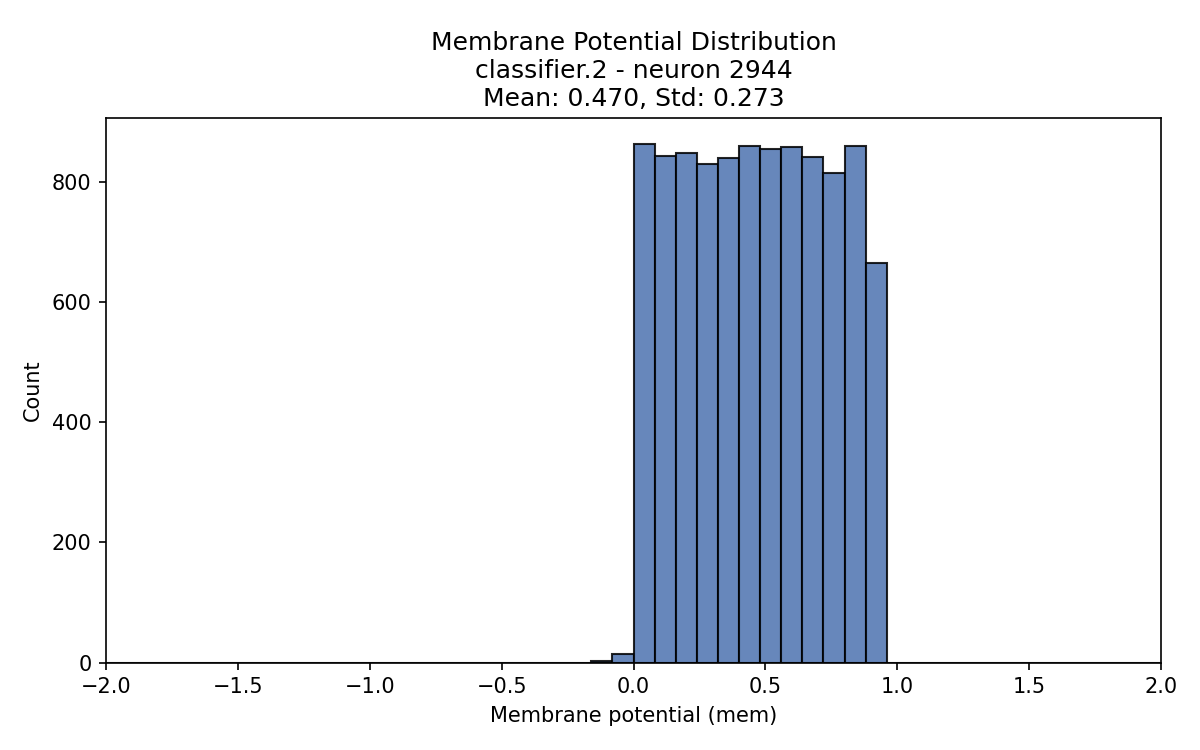 Membrane Potential Distribution
classifier.2 - neuron 2944
Mean: 0.470, Std: 0.273
800
600
400
200
0
Count
−2.0 −1.5 −1.0 −0.5 0.0 0.5 1.0 1.5 2.0
Membrane potential (mem)